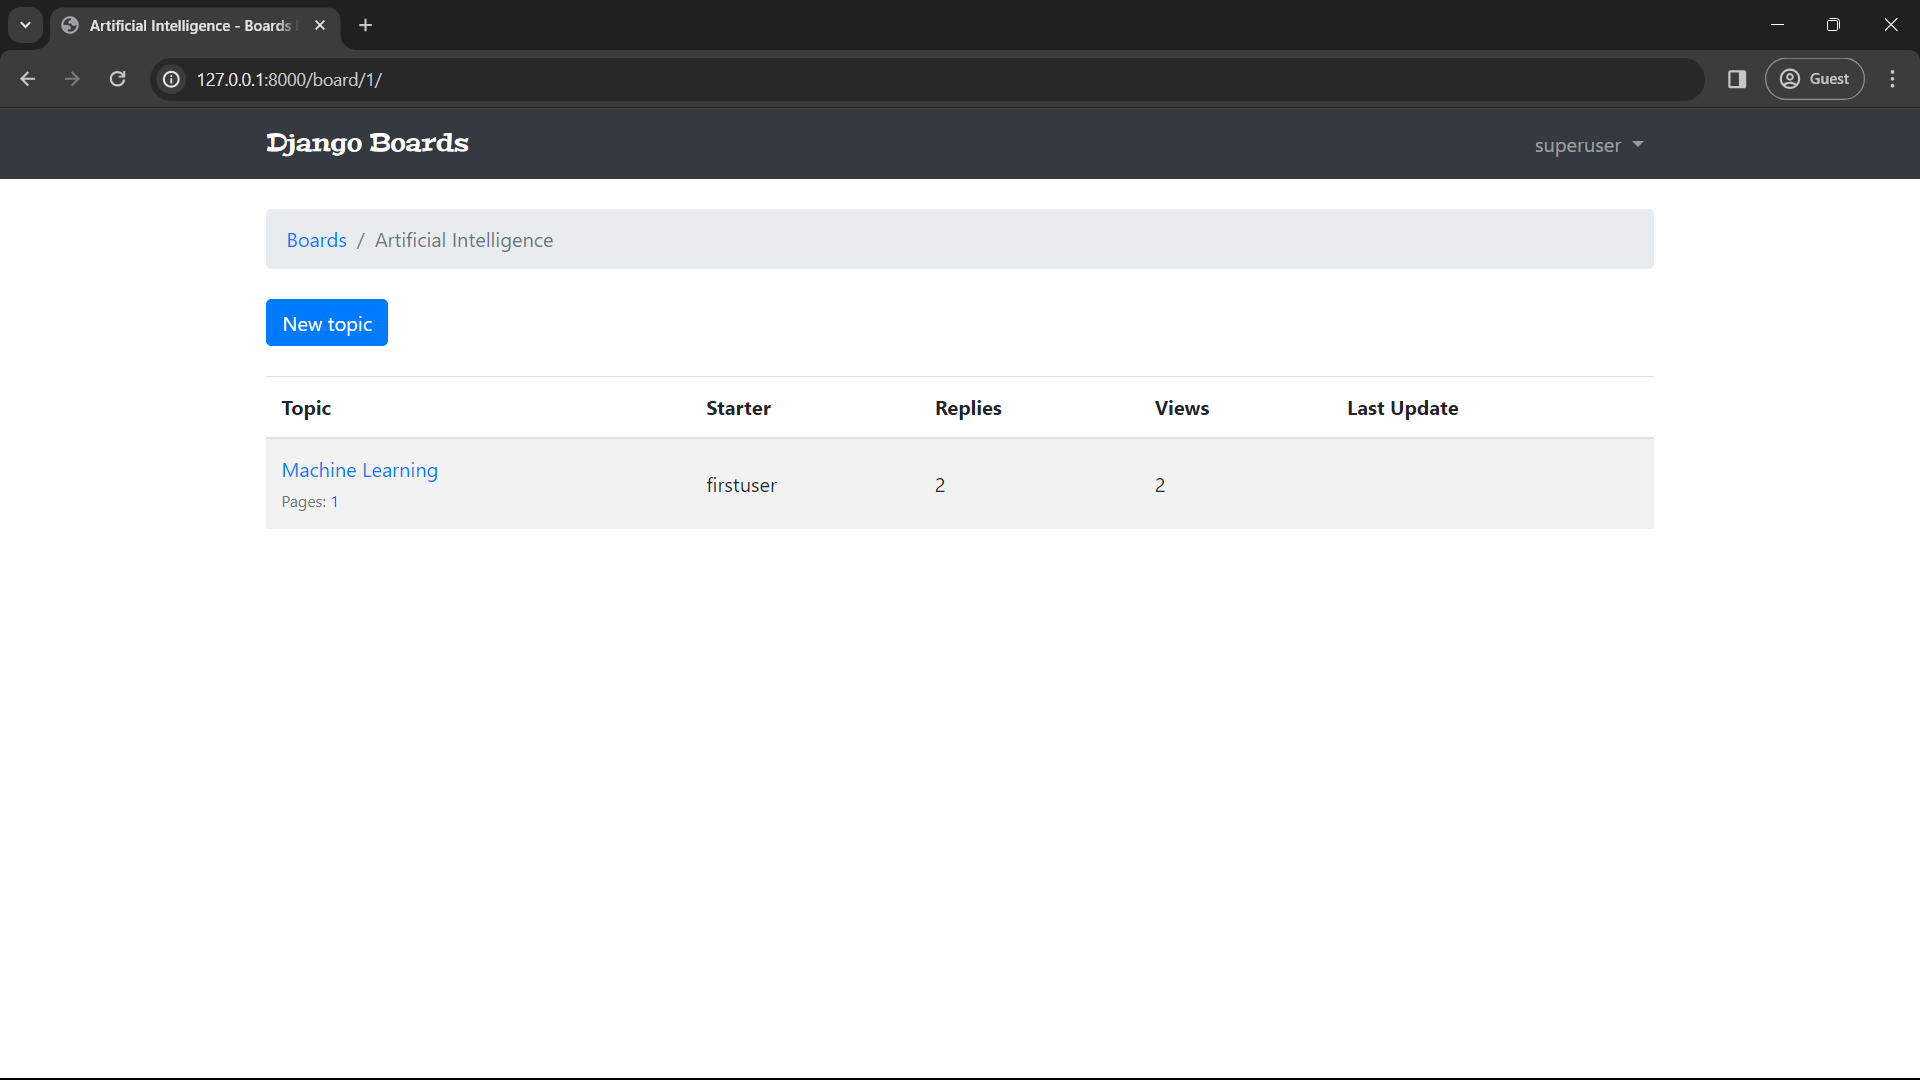 Artificial Intelligence - Boards
127.0.0.1:8000/board/1/
Guest
Django Boards
superuser
Boards / Artificial Intelligence
New topic
Topic Starter Replies Views Last Update
Machine Learning
Pages: 1
firstuser 2 2